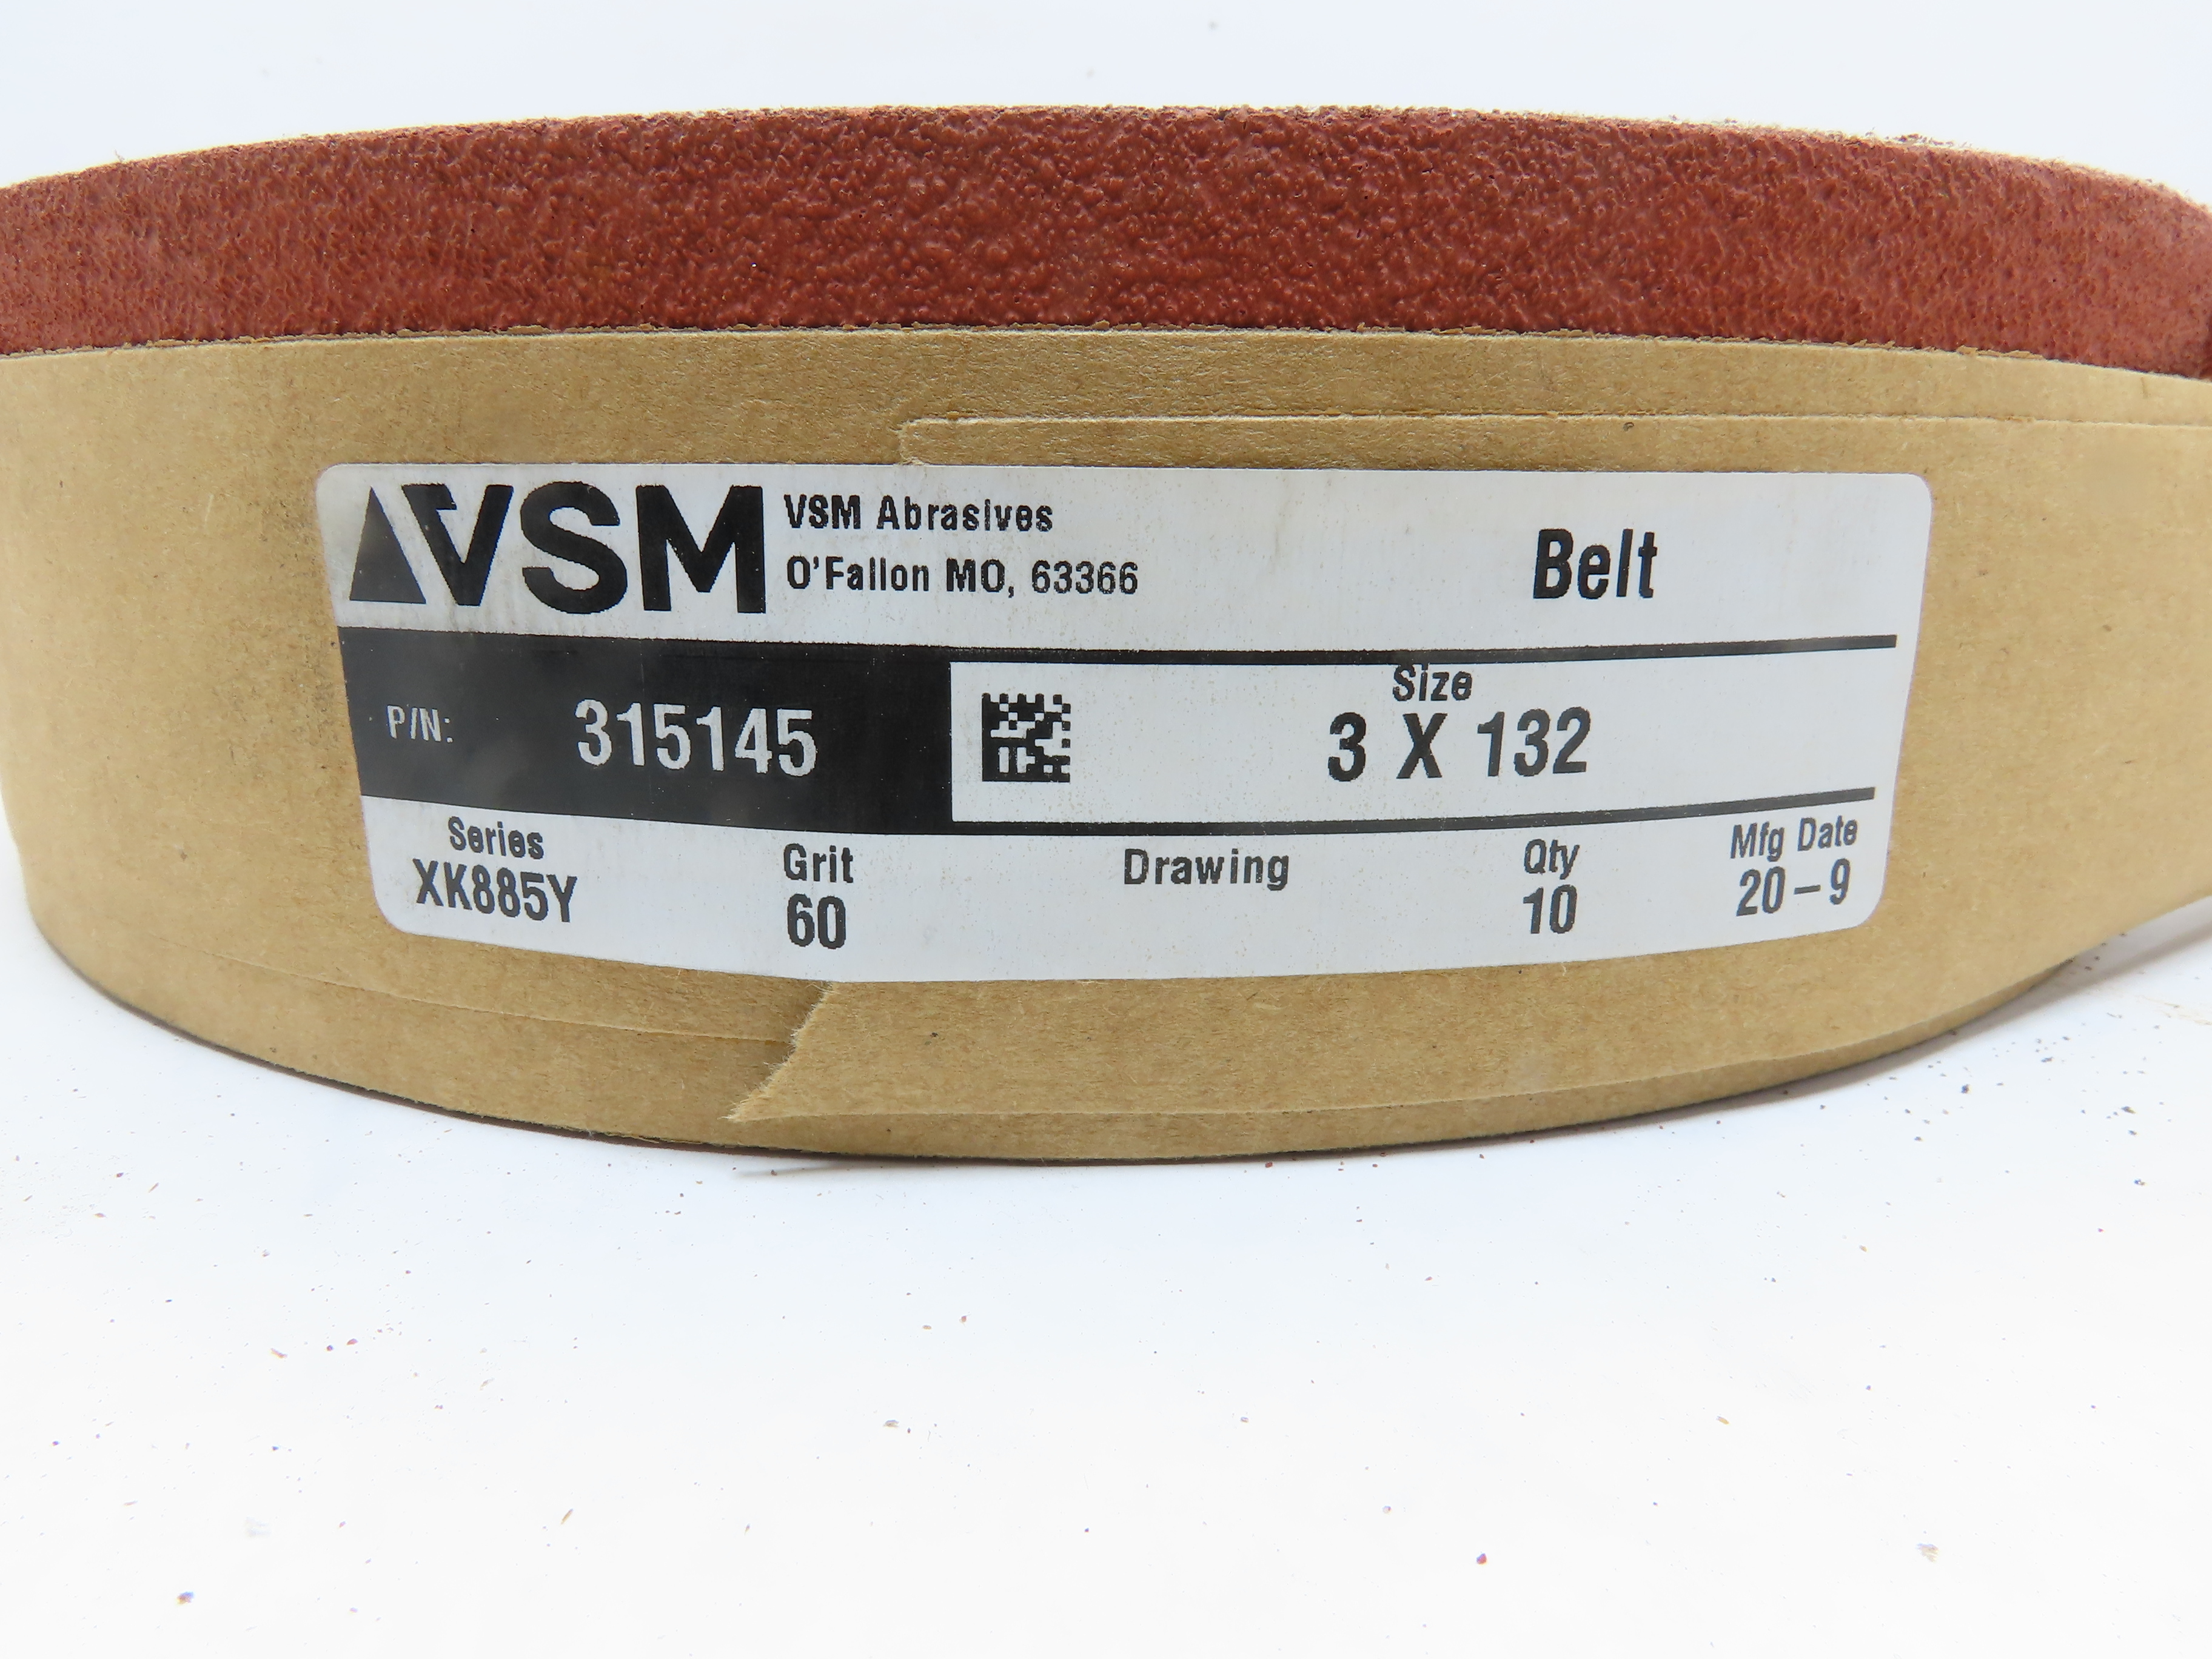 VSM
VSM Abrasives
O'Fallon MO, 63366
Belt
P/N: 315145
Size
3 X 132
Series
XK885Y
Grit
60
Drawing
Qty
10
Mfg Date
20-9